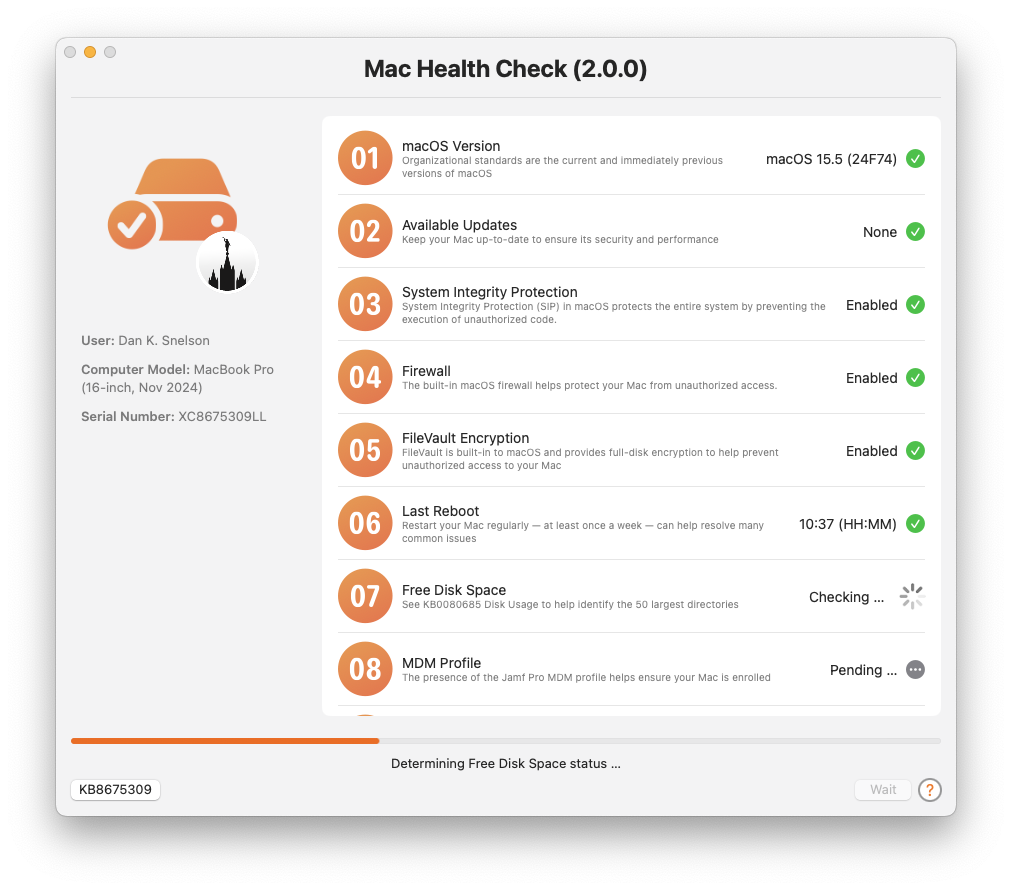 Mac Health Check (2.0.0)
User: Dan K. Snelson
Computer Model: MacBook Pro
(16-inch, Nov 2024)
Serial Number: XC8675309LL
01
macOS Version
Organizational standards are the current and immediately previous
versions of macOS
macOS 15.5 (24F74)
02
Available Updates
Keep your Mac up-to-date to ensure its security and performance
None
03
System Integrity Protection
System Integrity Protection (SIP) in macOS protects the entire system by preventing the
execution of unauthorized code.
Enabled
04
Firewall
The built-in macOS firewall helps protect your Mac from unauthorized access.
Enabled
05
FileVault Encryption
FileVault is built-in to macOS and provides full-disk encryption to help prevent
unauthorized access to your Mac
Enabled
06
Last Reboot
Restart your Mac regularly — at least once a week — can help resolve many
common issues
10:37 (HH:MM)
07
Free Disk Space
See KB0080685 Disk Usage to help identify the 50 largest directories
Checking ...
08
MDM Profile
The presence of the Jamf Pro MDM profile helps ensure your Mac is enrolled
Pending ...
Determining Free Disk Space status ...
KB8675309
Wait
?